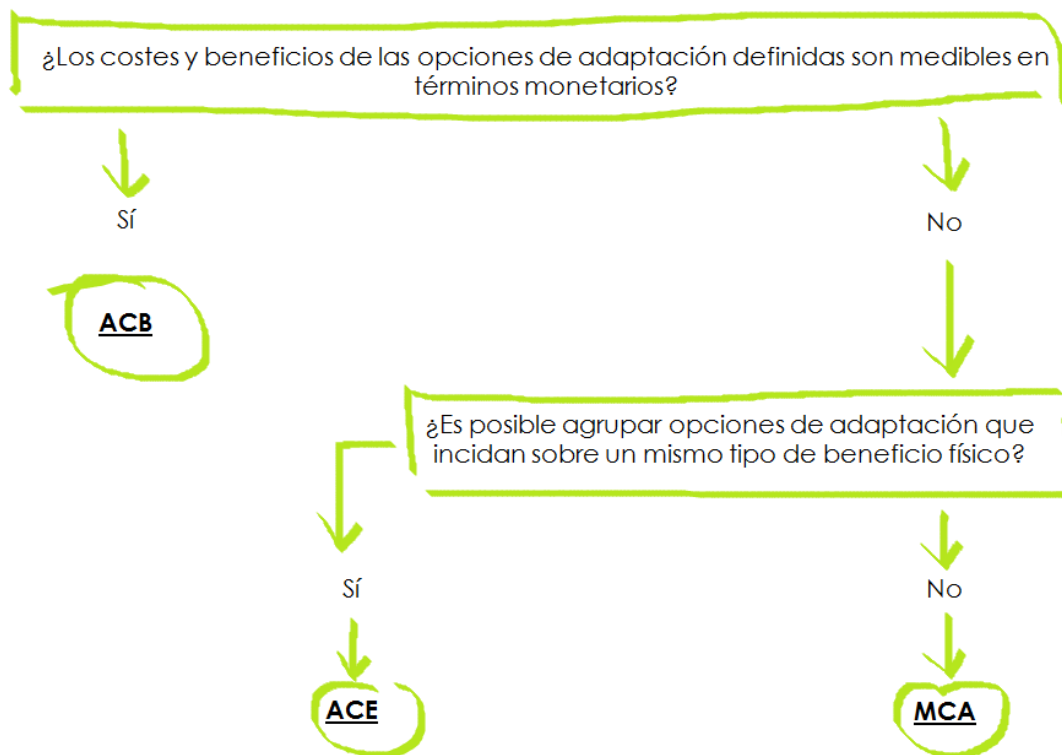 ¿Los costes y beneficios de las opciones de adaptación definidas son medibles en
términos monetarios?
Sí
No
ACB
¿Es posible agrupar opciones de adaptación que
incidan sobre un mismo tipo de beneficio físico?
Sí
No
ACE
MCA